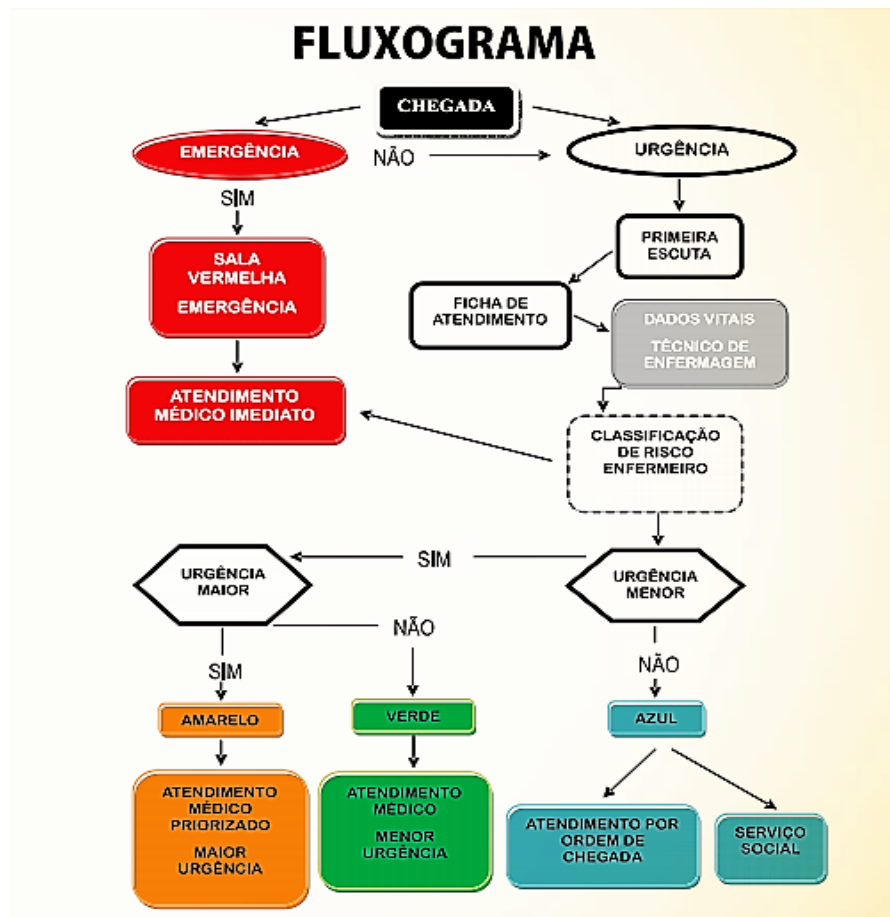 FLUXOGRAMA
CHEGADA
EMERGÊNCIA
NÃO
URGÊNCIA
SIM
PRIMEIRA
ESCUTA
SALA
VERMELHA
EMERGÊNCIA
FICHA DE
ATENDIMENTO
DADOS VITAIS
TÉCNICO DE
ENFERMAGEM
ATENDIMENTO
MÉDICO IMEDIATO
CLASSIFICAÇÃO
DE RISCO
ENFERMEIRO
URGÊNCIA
MAIOR
SIM
URGÊNCIA
MENOR
NÃO
SIM
NÃO
AMARELO
VERDE
AZUL
ATENDIMENTO
MÉDICO
PRIORIZADO
MAIOR
URGÊNCIA
ATENDIMENTO
MÉDICO
MENOR
URGÊNCIA
ATENDIMENTO POR
ORDEM DE
CHEGADA
SERVIÇO
SOCIAL